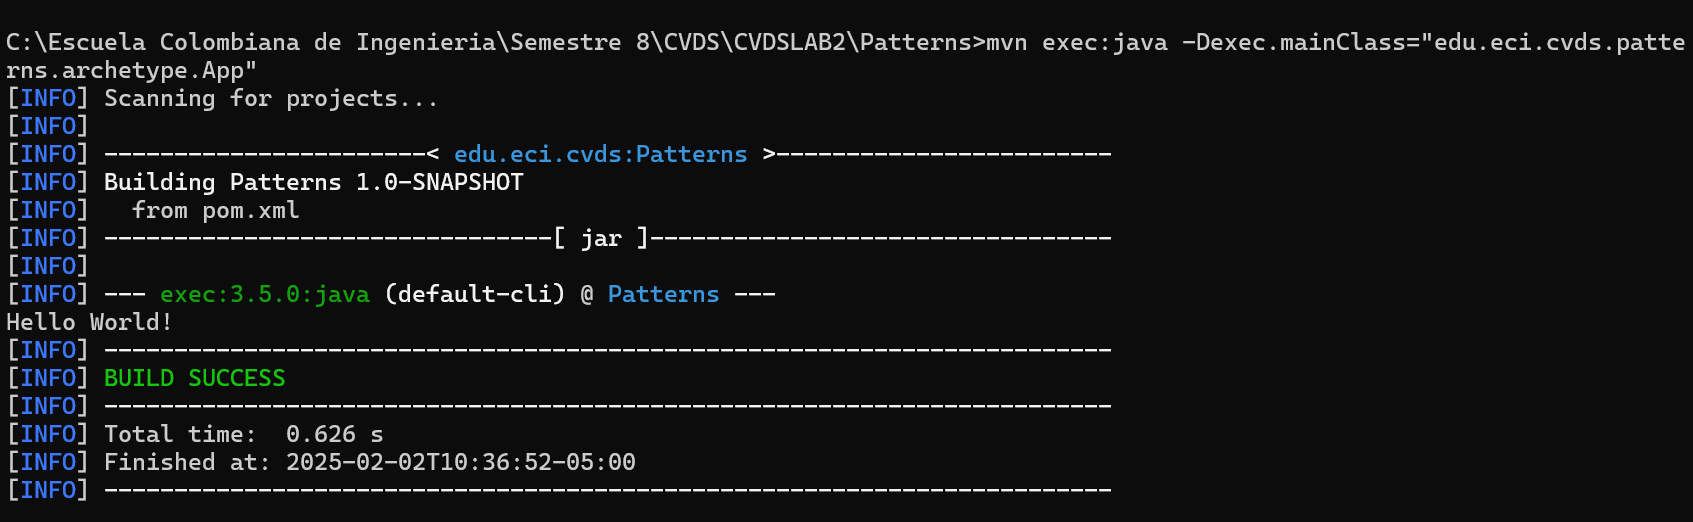 C:\Escuela Colombiana de Ingenieria\Semestre 8\CVDS\CVDSLAB2\Patterns>mvn exec:java -Dexec.mainClass="edu.eci.cvds.patte
rns.archetype.App"
[INFO] Scanning for projects...
[INFO]
[INFO] -----------------------< edu.eci.cvds:Patterns >------------------------
[INFO] Building Patterns 1.0-SNAPSHOT
[INFO]   from pom.xml
[INFO] --------------------------------[ jar ]---------------------------------
[INFO]
[INFO] --- exec:3.5.0:java (default-cli) @ Patterns ---
Hello World!
[INFO] ------------------------------------------------------------------------
[INFO] BUILD SUCCESS
[INFO] ------------------------------------------------------------------------
[INFO] Total time:  0.626 s
[INFO] Finished at: 2025-02-02T10:36:52-05:00
[INFO] ------------------------------------------------------------------------